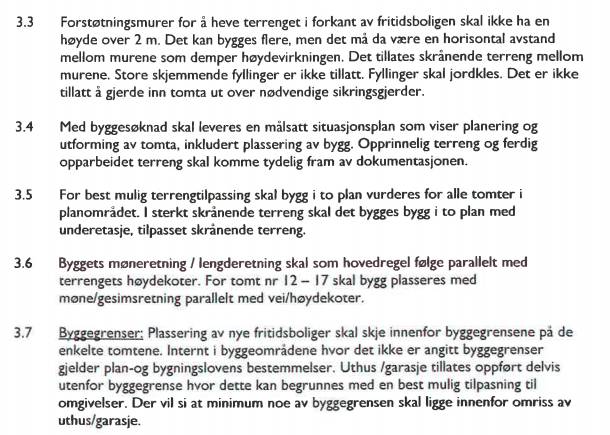 3.3 Forstøtningsmurer for å heve terrenget i forkant av fritidsboligen skal ikke ha en
høyde over 2 m. Det kan bygges flere, men det må da være en horisontal avstand
mellom murene som demper høydevirkningen. Det tillates skrånende terreng mellom
murene. Store skjemmende fyllinger er ikke tillatt. Fyllinger skal jordkles. Det er ikke
tillatt å gjerde inn tomta ut over nødvendige sikringsgjerder.
3.4 Med byggesøknad skal leveres en målsatt situasjonsplan som viser planering og
utforming av tomta, inkludert plassering av bygg. Opprinnelig terreng og ferdig
opparbeidet terreng skal komme tydelig fram av dokumentasjonen.
3.5 For best mulig terrengtilpassing skal bygg i to plan vurderes for alle tomter i
planområdet. I sterkt skrånende terreng skal det bygges bygg i to plan med
underetasje, tilpasset skrånende terreng.
3.6 Byggets møneretning / lengderetning skal som hovedregel følge parallelt med
terrengets høydekoter. For tomt nr 12 – 17 skal bygg plasseres med
møne/gesimsretning parallelt med vei/høydekoter.
3.7 Byggegrenser: Plassering av nye fritidsboliger skal skje innenfor byggegrensene på de
enkelte tomtene. Internt i byggeområdene hvor det ikke er angitt byggegrenser
gjelder plan-og bygningslovens bestemmelser. Uthus /garasje tillates oppført delvis
utenfor byggegrense hvor dette kan begrunnes med en best mulig tilpasning til
omgivelser. Der vil si at minimum noe av byggegrensen skal ligge innenfor omriss av
uthus/garasje.